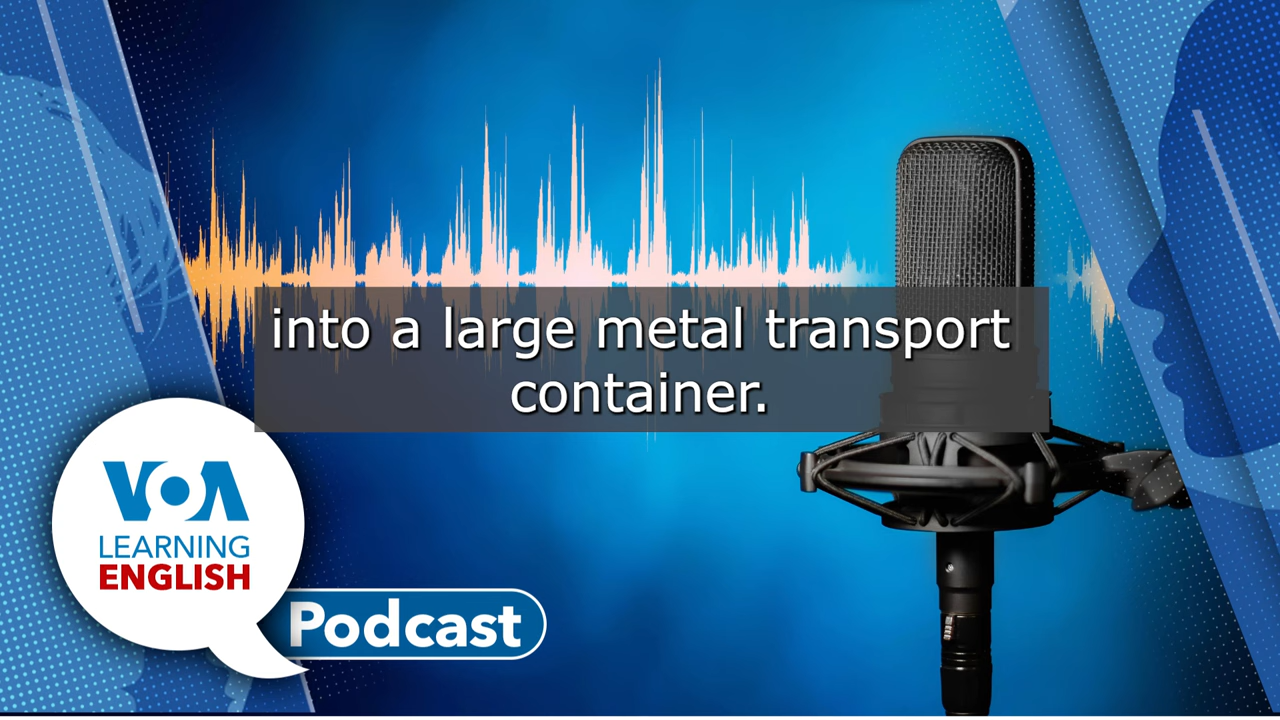 into a large metal transport
container.
VOA
LEARNING
ENGLISH
Podcast